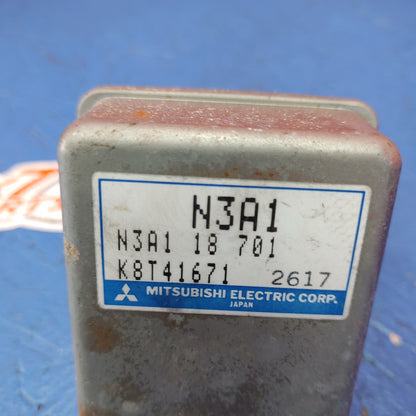 N3A1
N3A1 18 701
K8T41671 2617
MITSUBISHI ELECTRIC CORP.
JAPAN